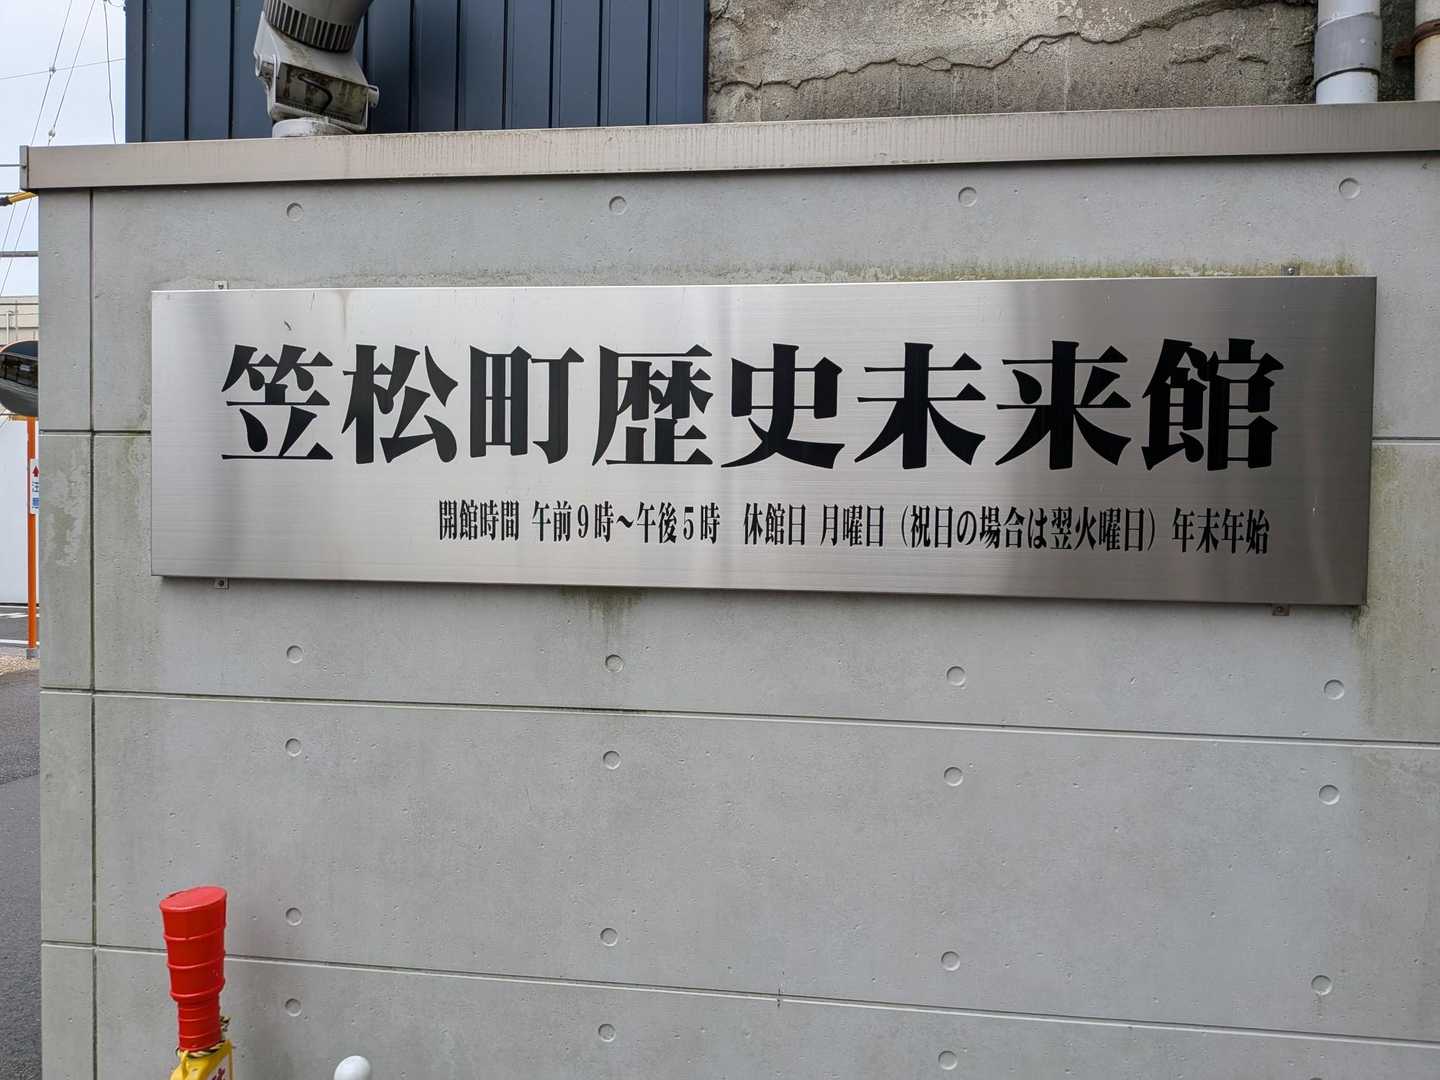 笠松町歴史未来館
開館時間 午前9時～午後5時 休館日 月曜日（祝日の場合は翌火曜日）年末年始